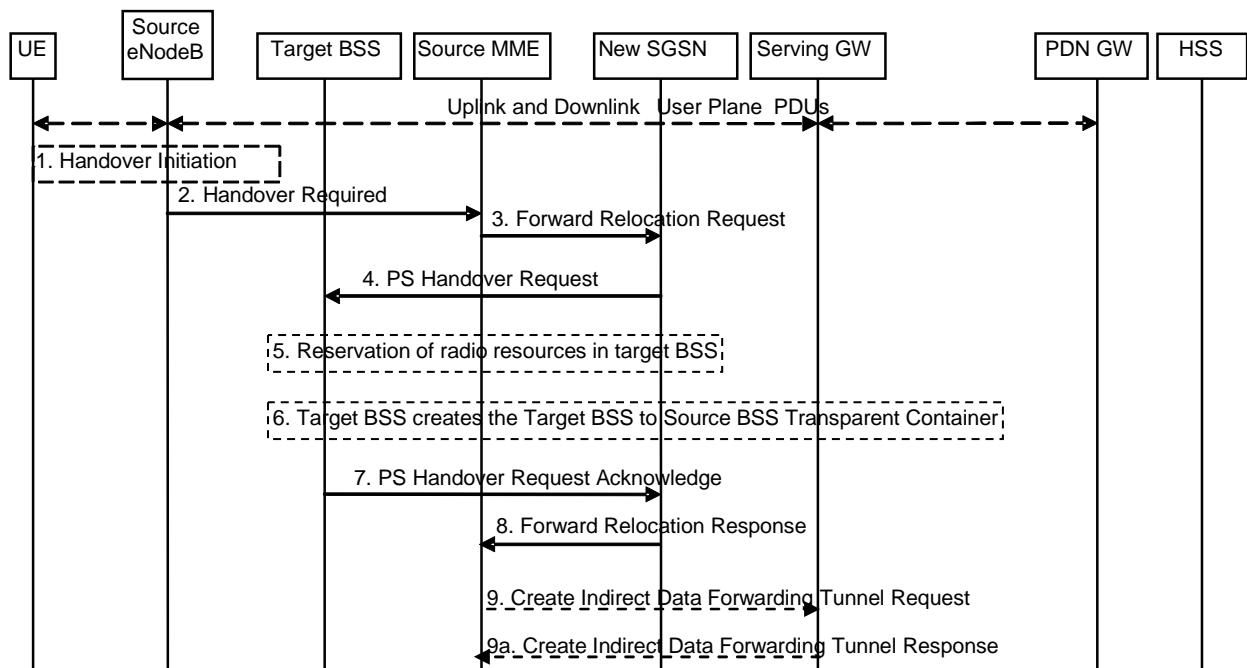 UE
Source
eNodeB
Target BSS
Source MME
New SGSN
Serving GW
PDN GW
HSS
Uplink and Downlink User Plane PDUs
1. Handover Initiation
2. Handover Required
3. Forward Relocation Request
4. PS Handover Request
5. Reservation of radio resources in target BSS
6. Target BSS creates the Target BSS to Source BSS Transparent Container
7. PS Handover Request Acknowledge
8. Forward Relocation Response
9. Create Indirect Data Forwarding Tunnel Request
9a. Create Indirect Data Forwarding Tunnel Response